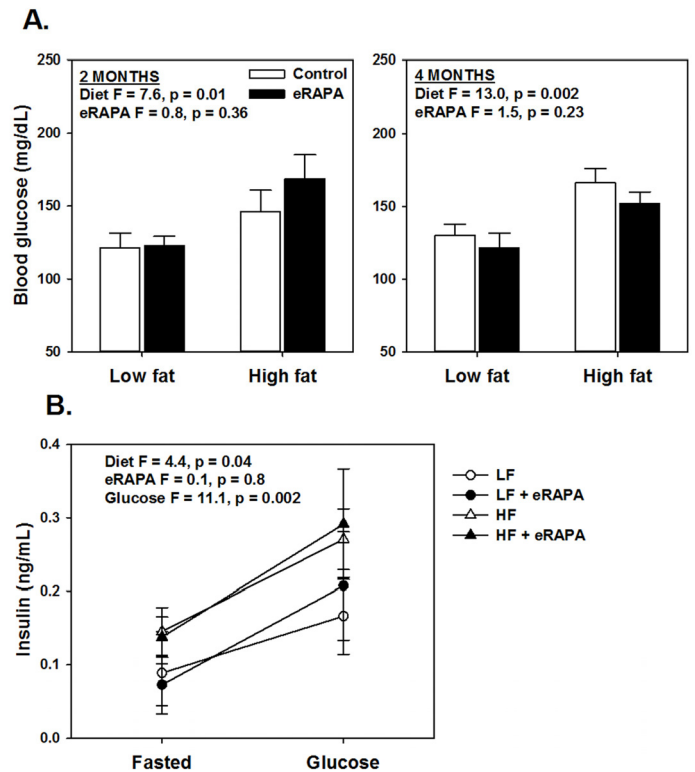 A.
Blood glucose (mg/dL)
250
200
150
100
50
2 MONTHS
Diet F = 7.6, p = 0.01
eRAPA F = 0.8, p = 0.36
Control
eRAPA
Low fat
High fat
250
200
150
100
50
4 MONTHS
Diet F = 13.0, p = 0.002
eRAPA F = 1.5, p = 0.23
Low fat
High fat
B.
Insulin (ng/mL)
0.4
0.3
0.2
0.1
0.0
Diet F = 4.4, p = 0.04
eRAPA F = 0.1, p = 0.8
Glucose F = 11.1, p = 0.002
LF
LF + eRAPA
HF
HF + eRAPA
Fasted
Glucose